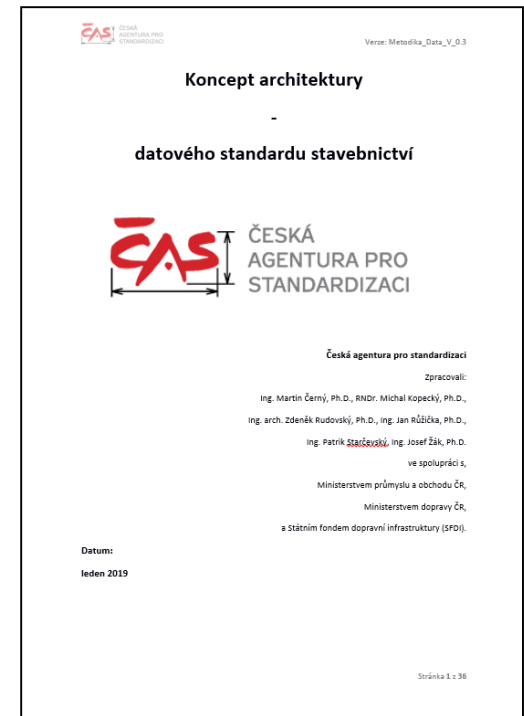 ČAS ČESKÁ
AGENTURA PRO
STANDARDIZACI
Verze: Metodika_Data_V_0.3
Koncept architektury
-
datového standardu stavebnictví
ČAS ČESKÁ
AGENTURA PRO
STANDARDIZACI
Česká agentura pro standardizaci
Zpracovali:
Ing. Martin Černý, Ph.D., RNDr. Michal Kopecký, Ph.D.,
Ing. arch. Zdeněk Rudovský, Ph.D., Ing. Jan Růžička, Ph.D.,
Ing. Patrik Starčevský, Ing. Josef Žák, Ph.D.
ve spolupráci s,
Ministerstvem průmyslu a obchodu ČR,
Ministerstvem dopravy ČR,
a Státním fondem dopravní infrastruktury (SFDI).
Datum:
leden 2019
Stránka 1 z 36